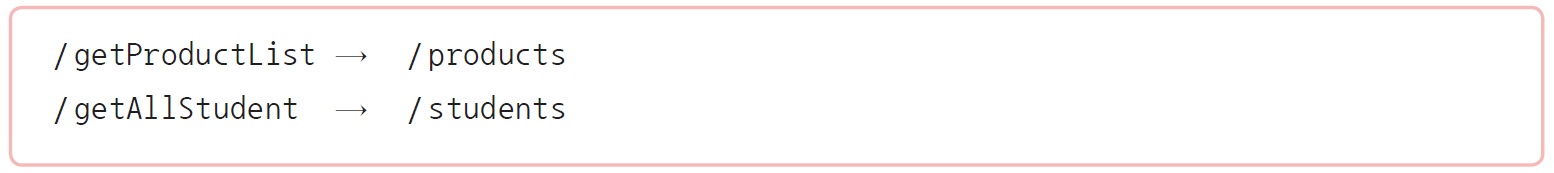 /getProductList ⟶ /products
/getAllStudent ⟶ /students